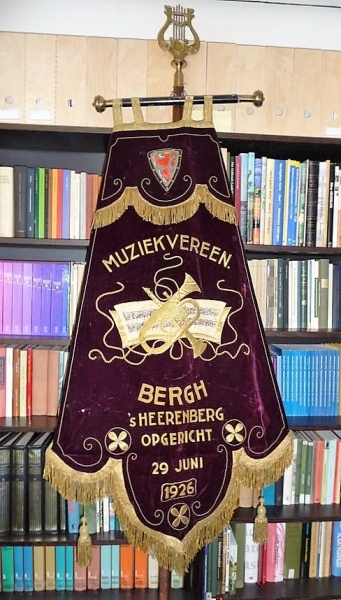 MUZIEKVEREEN.
BERGH
'S HEERENBERG
OPGERICHT
29 JUNI
1926